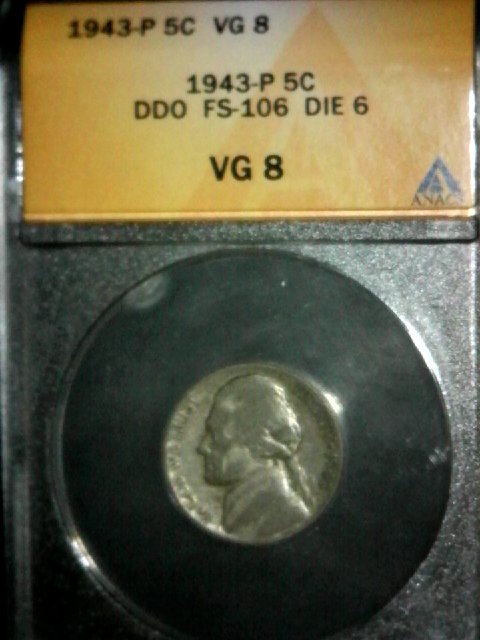 1943-P 5C VG 8
1943-P 5C
DDO FS-106 DIE 6
VG 8
ANACS